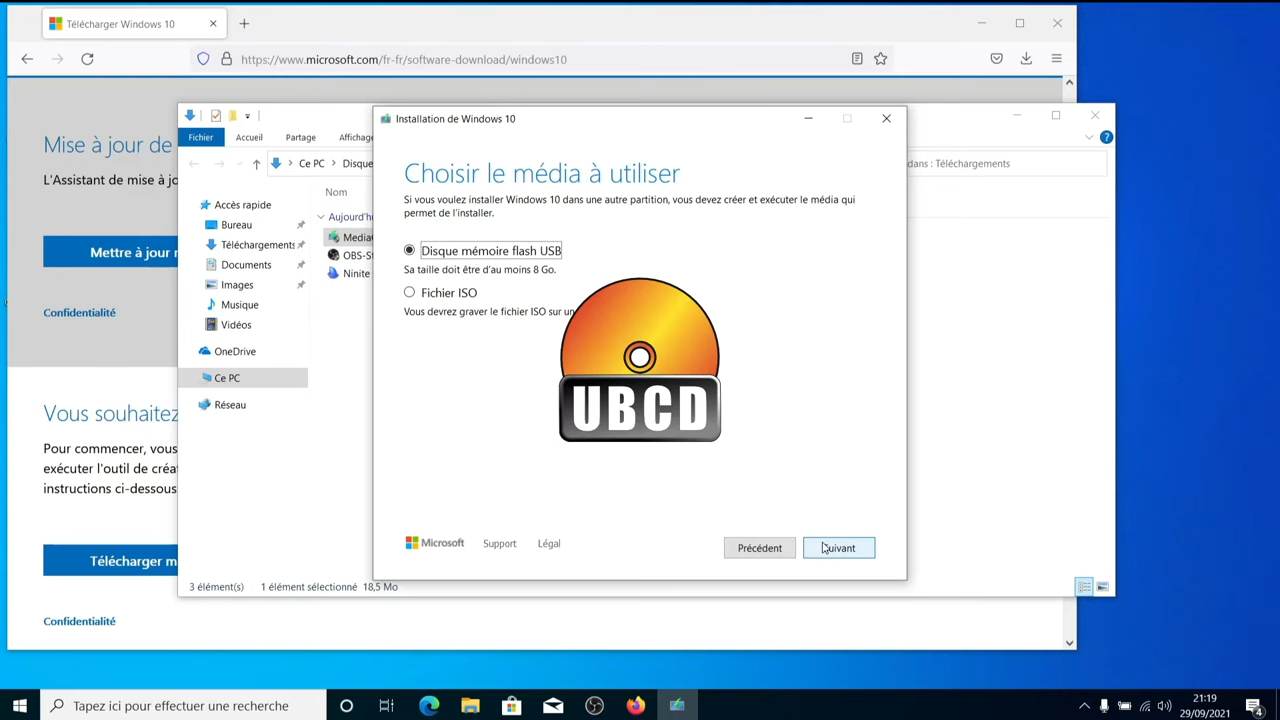 Télécharger Windows 10
https://www.microsoft.com/fr-fr/software-download/windows10
Mise à jour de
L'Assistant de mise à jo
Mettre à jour
Confidentialité
Vous souhaitez
Pour commencer, vous
exécuter l'outil de créa
instructions ci-dessous
Télécharger
Confidentialité
Fichier
Accueil
Partage
Affichage
Ce PC
Disque
dans : Téléchargements
Nom
Accès rapide
Bureau
Téléchargements
Documents
Images
Musique
Vidéos
OneDrive
Ce PC
Réseau
Aujourd'hu
Media
OBS-St
Ninite
3 élément(s)
1 élément sélectionné 18,5 Mo
Installation de Windows 10
Choisir le média à utiliser
Si vous voulez installer Windows 10 dans une autre partition, vous devez créer et exécuter le média qui
permet de l'installer.
Disque mémoire flash USB
Sa taille doit être d'au moins 8 Go.
Fichier ISO
Vous devrez graver le fichier ISO sur un
UBCD
Microsoft
Support
Légal
Précédent
Suivant
Tapez ici pour effectuer une recherche
21:19
29/09/2021
4